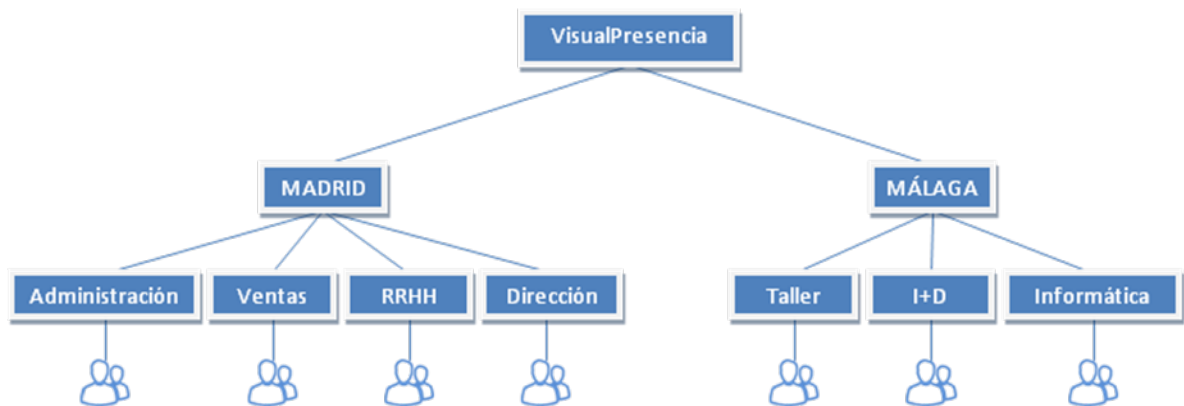 VisualPresencia
MADRID
MÁLAGA
Administración
Ventas
RRHH
Dirección
Taller
I+D
Informática